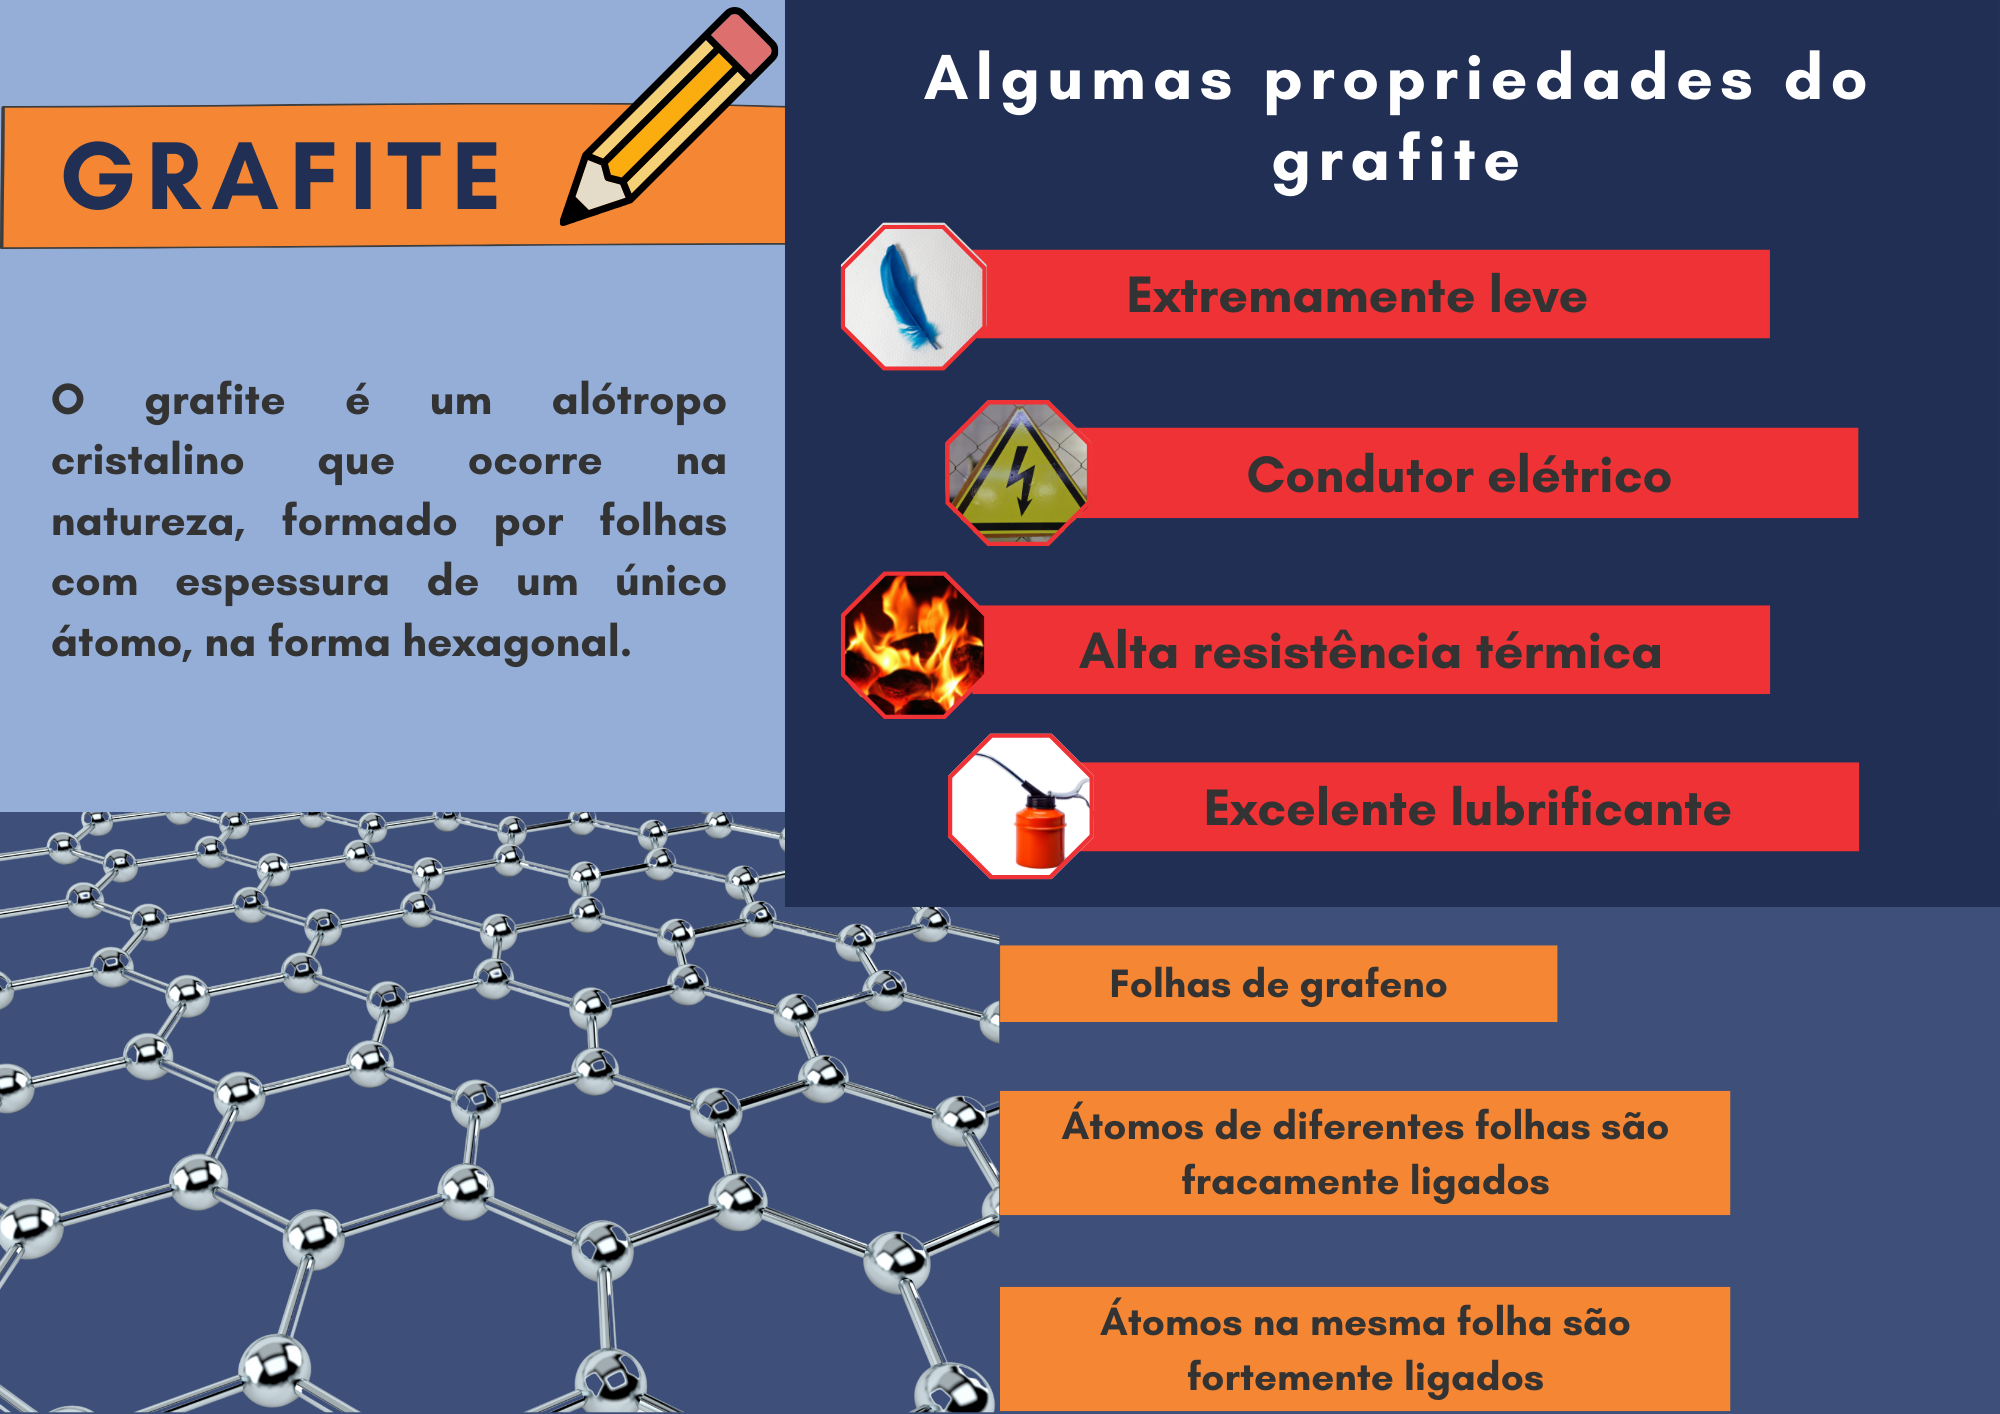 GRAFITE
O grafite é um alótropo
cristalino que ocorre na
natureza, formado por folhas
com espessura de um único
átomo, na forma hexagonal.
Algumas propriedades do
grafite
Extremamente leve
Condutor elétrico
Alta resistência térmica
Excelente lubrificante
Folhas de grafeno
Átomos de diferentes folhas são
fracamente ligados
Átomos na mesma folha são
fortemente ligados